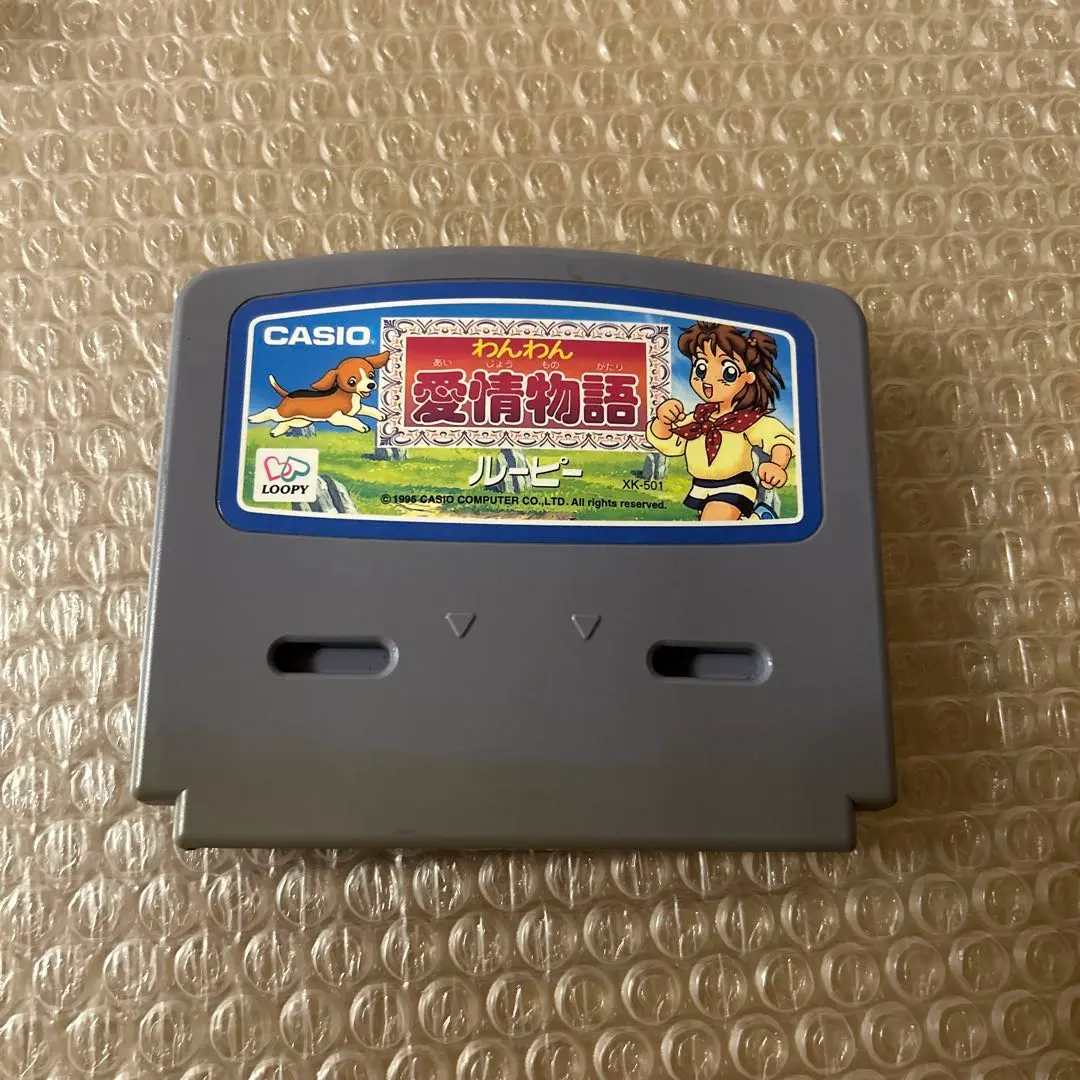 CASIO
わんわん
あい じょう もの がたり
愛情物語
ルーピー
XK-501
LOOPY
© 1995 CASIO COMPUTER CO.,LTD. All rights reserved.